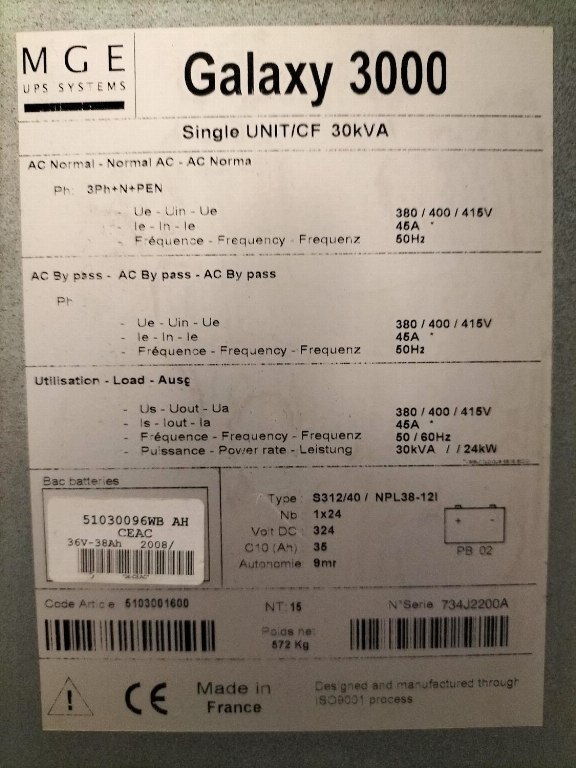 MGE
UPS SYSTEMS
Galaxy 3000
Single UNIT/CF 30kVA
AC Normal - Normal AC - AC Norma
Ph: 3Ph+N+PEN
- Ue - Uin - Ue 380 / 400 / 415V
- Ie - In - Ie 45A *
- Fréquence - Frequency - Frequenz 50Hz
AC By pass - AC By pass - AC By pass
Ph
- Ue - Uin - Ue 380 / 400 / 415V
- Ie - In - Ie 45A *
- Fréquence - Frequency - Frequenz 50Hz
Utilisation - Load - Ausg
- Us - Uout - Ua 380 / 400 / 415V
- Is - Iout - Ia 45A *
- Fréquence - Frequency - Frequenz 50 / 60Hz
- Puissance - Power rate - Leistung 30kVA / / 24kW
Bac batteries
51030096WB AH
CEAC
36V-38Ah 2008/
Type : S312/40 / NPL38-12I
Nb : 1x24
Volt DC : 324
C10 (Ah) : 35
Autonomie : 9mr
+ -
PB 02
Code Article 5103001600
NT: 15
N°Serie 734J2200A
Poids net
572 Kg
CE
Made in
France
Designed and manufactured through
ISO9001 process